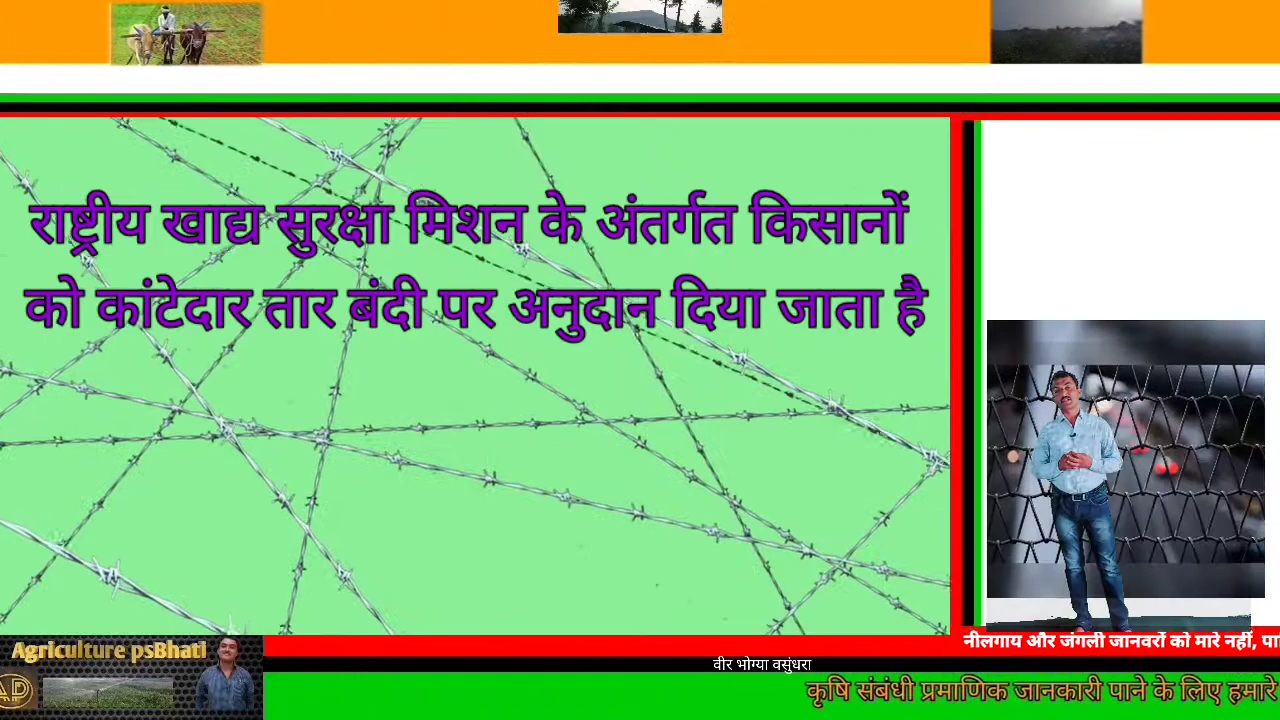 राष्ट्रीय खाद्य सुरक्षा मिशन के अंतर्गत किसानों
को कांटेदार तार बंदी पर अनुदान दिया जाता है
नीलगाय और जंगली जानवरों को मारे नहीं, पा
Agriculture psBhati
वीर भोग्या वसुंधरा
कृषि संबंधी प्रमाणिक जानकारी पाने के लिए हमारे